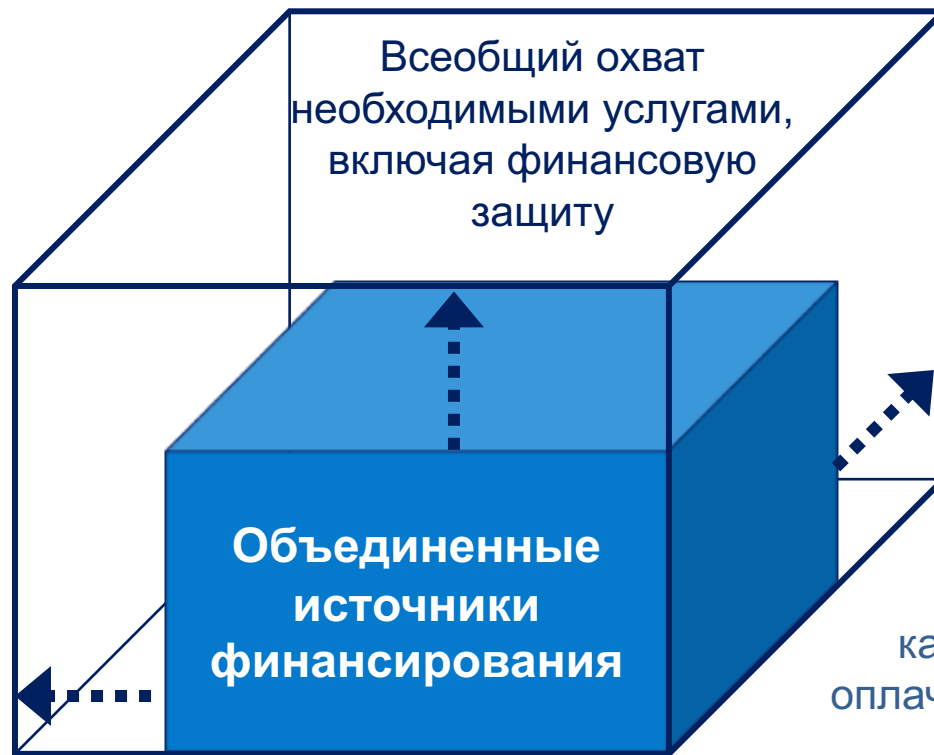 Всеобщий охват
необходимыми услугами,
включая финансовую
защиту
Объединенные
источники
финансирования